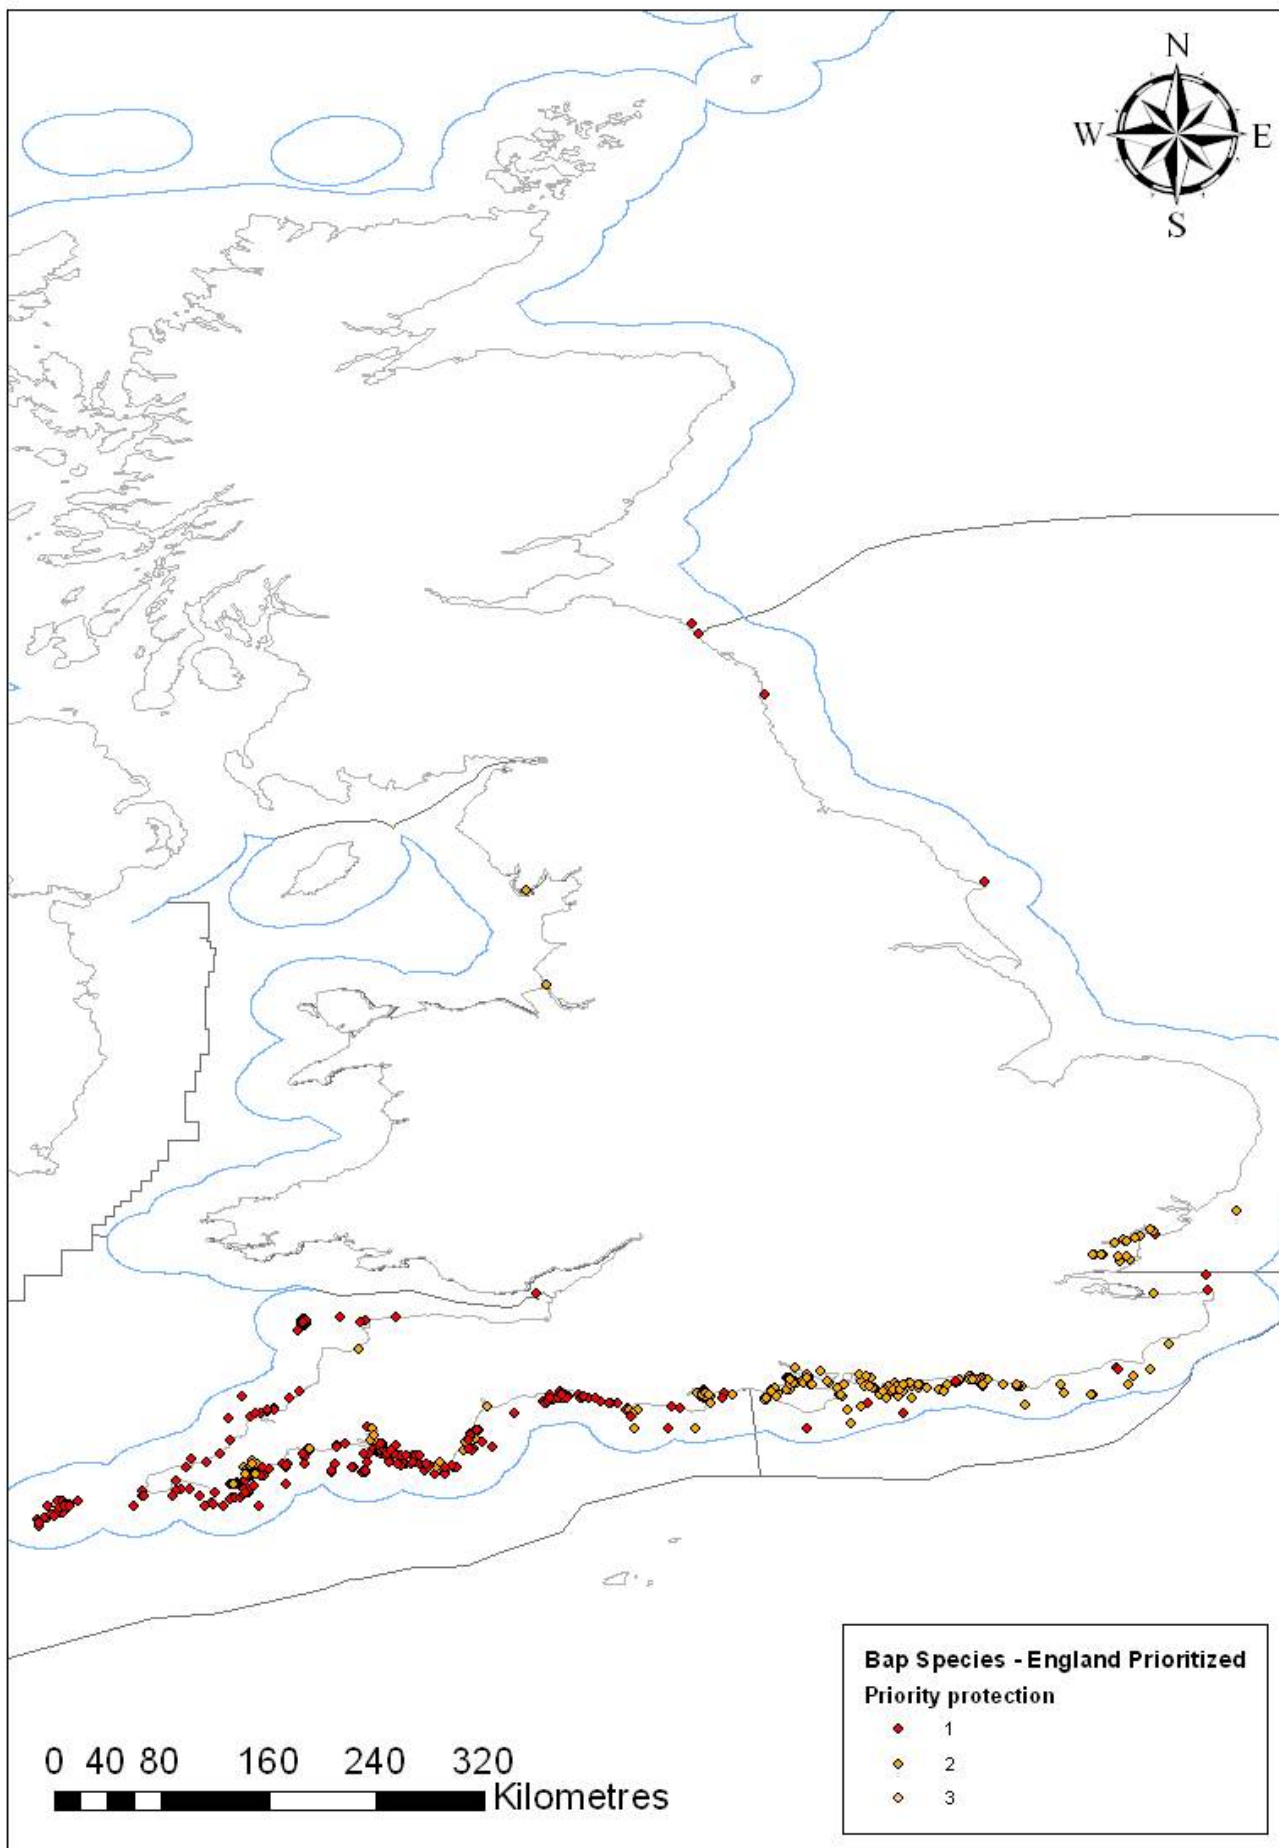 N
W E
S
Bap Species - England Prioritized
Priority protection
1
2
3
0 40 80 160 240 320
Kilometres